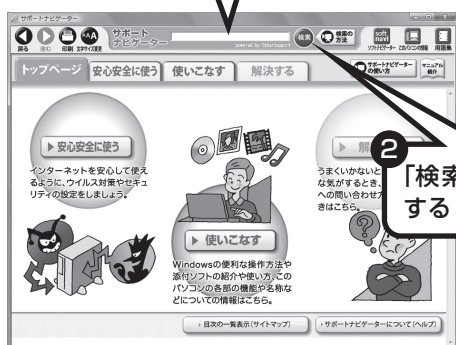 サポートナビゲーター
戻る 進む 印刷 文字サイズ変更
サポート
ナビゲーター
powered by CyberSupport
検索
検索の
方法
soft
navi
ソフトナビゲーター このパソコンの情報 用語集
トップページ 安心安全に使う 使いこなす 解決する
サポートナビゲーター
の使い方
マニュアル
紹介
安心安全に使う
インターネットを安心して使え
るように、ウイルス対策やセキュ
リティの設定をしましょう。
使いこなす
Windowsの便利な操作方法や
添付ソフトの紹介や使い方、この
パソコンの各部の機能や名称な
どについての情報はこちら。
解
うまくいかないと
な気がするとき、
への問い合わせ方
きはこちら。
2
「検索
する
目次の一覧表示(サイトマップ)
サポートナビゲーターについて(ヘルプ)